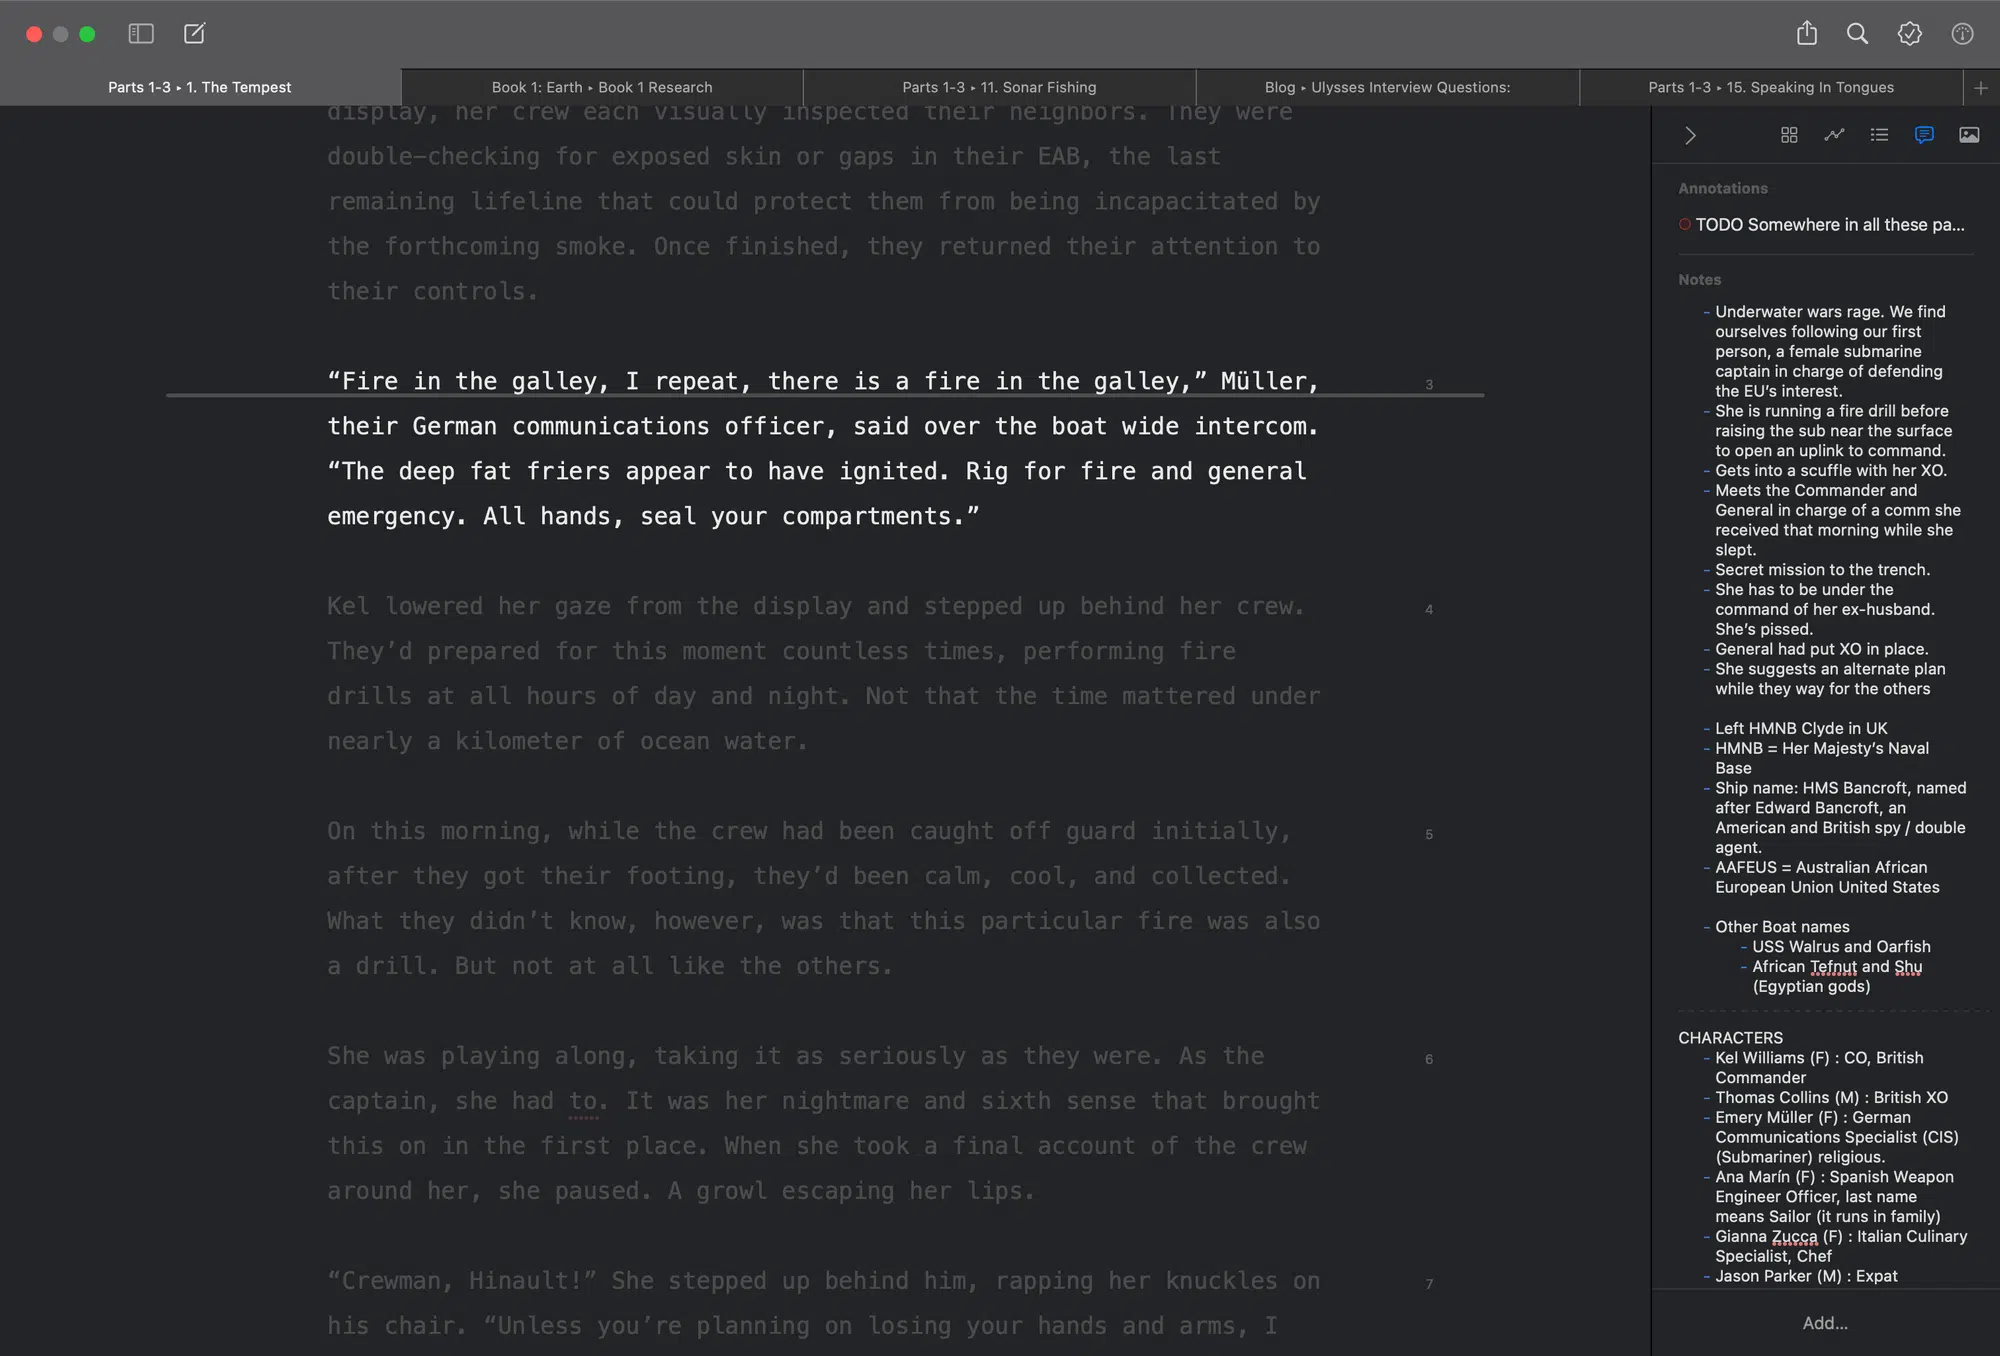 Parts 1-3 ▸ 1. The Tempest
Book 1: Earth ▸ Book 1 Research
Parts 1-3 ▸ 11. Sonar Fishing
Blog ▸ Ulysses Interview Questions:
Parts 1-3 ▸ 15. Speaking In Tongues
display, her crew each visually inspected their neighbors. They were
double-checking for exposed skin or gaps in their EAB, the last
remaining lifeline that could protect them from being incapacitated by
the forthcoming smoke. Once finished, they returned their attention to
their controls.
“Fire in the galley, I repeat, there is a fire in the galley,” Müller,
3
their German communications officer, said over the boat wide intercom.
“The deep fat friers appear to have ignited. Rig for fire and general
emergency. All hands, seal your compartments.”
Kel lowered her gaze from the display and stepped up behind her crew.
4
They’d prepared for this moment countless times, performing fire
drills at all hours of day and night. Not that the time mattered under
nearly a kilometer of ocean water.
On this morning, while the crew had been caught off guard initially,
5
after they got their footing, they’d been calm, cool, and collected.
What they didn’t know, however, was that this particular fire was also
a drill. But not at all like the others.
She was playing along, taking it as seriously as they were. As the
6
captain, she had to. It was her nightmare and sixth sense that brought
this on in the first place. When she took a final account of the crew
around her, she paused. A growl escaping her lips.
“Crewman, Hinault!” She stepped up behind him, rapping her knuckles on
7
his chair. “Unless you’re planning on losing your hands and arms, I
Annotations
TODO Somewhere in all these pa...
Notes
- Underwater wars rage. We find
ourselves following our first
person, a female submarine
captain in charge of defending
the EU’s interest.
- She is running a fire drill before
raising the sub near the surface
to open an uplink to command.
- Gets into a scuffle with her XO.
- Meets the Commander and
General in charge of a comm she
received that morning while she
slept.
- Secret mission to the trench.
- She has to be under the
command of her ex-husband.
She’s pissed.
- General had put XO in place.
- She suggests an alternate plan
while they way for the others
- Left HMNB Clyde in UK
- HMNB = Her Majesty’s Naval
Base
- Ship name: HMS Bancroft, named
after Edward Bancroft, an
American and British spy / double
agent.
- AAFEUS = Australian African
European Union United States
- Other Boat names
- USS Walrus and Oarfish
- African Tefnut and Shu
(Egyptian gods)
CHARACTERS
- Kel Williams (F) : CO, British
Commander
- Thomas Collins (M) : British XO
- Emery Müller (F) : German
Communications Specialist (CIS)
(Submariner) religious.
- Ana Marín (F) : Spanish Weapon
Engineer Officer, last name
means Sailor (it runs in family)
- Gianna Zucca (F) : Italian Culinary
Specialist, Chef
- Jason Parker (M) : Expat
Add...